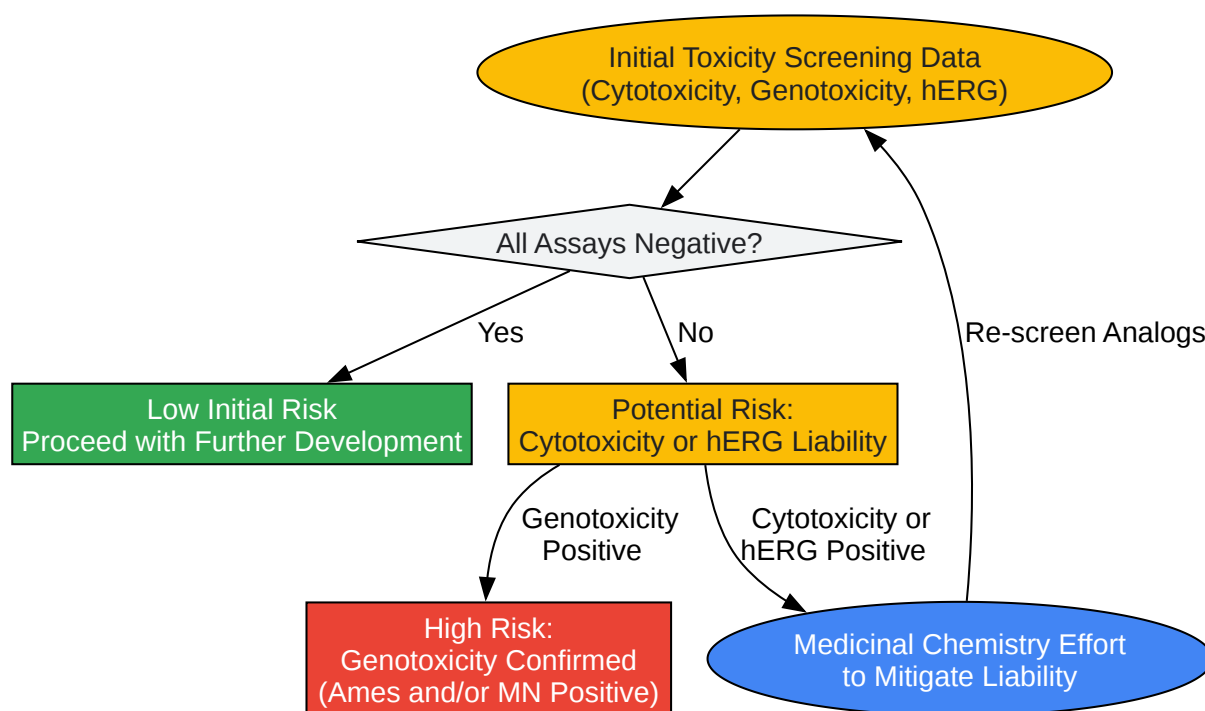 Initial Toxicity Screening Data
(Cytotoxicity, Genotoxicity, hERG)
All Assays Negative?
Yes
No
Re-screen Analogs
Low Initial Risk
Proceed with Further Development
Potential Risk:
Cytotoxicity or hERG Liability
Genotoxicity
Positive
Cytotoxicity or
hERG Positive
High Risk:
Genotoxicity Confirmed
(Ames and/or MN Positive)
Medicinal Chemistry Effort
to Mitigate Liability